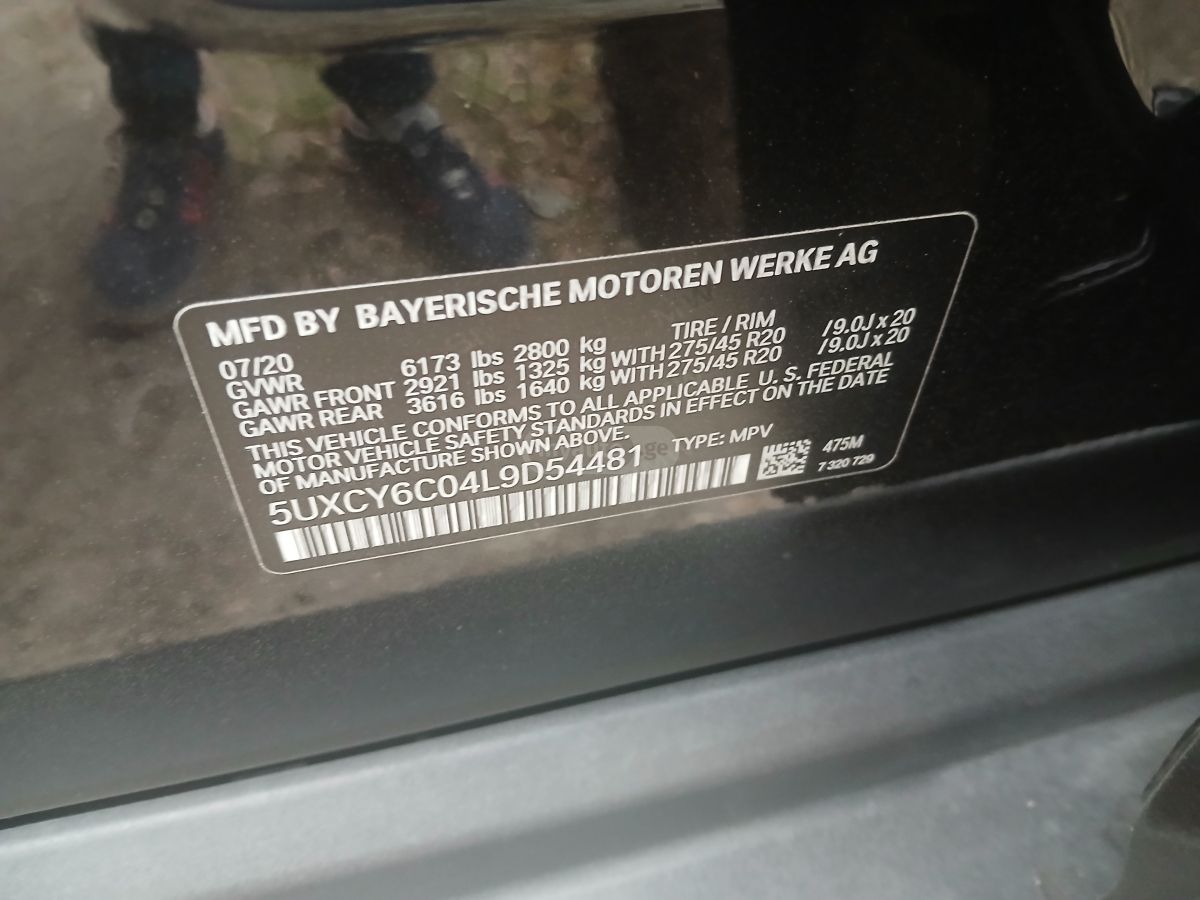 MFD BY BAYERISCHE MOTOREN WERKE AG
07/20 TIRE / RIM
GVWR 6173 lbs 2800 kg
GAWR FRONT 2921 lbs 1325 kg WITH 275/45 R20 /9.0J x 20
GAWR REAR 3616 lbs 1640 kg WITH 275/45 R20 /9.0J x 20
THIS VEHICLE CONFORMS TO ALL APPLICABLE U. S. FEDERAL
MOTOR VEHICLE SAFETY STANDARDS IN EFFECT ON THE DATE
OF MANUFACTURE SHOWN ABOVE.
TYPE: MPV
5UXCY6C04L9D54481
475M
7 320 729